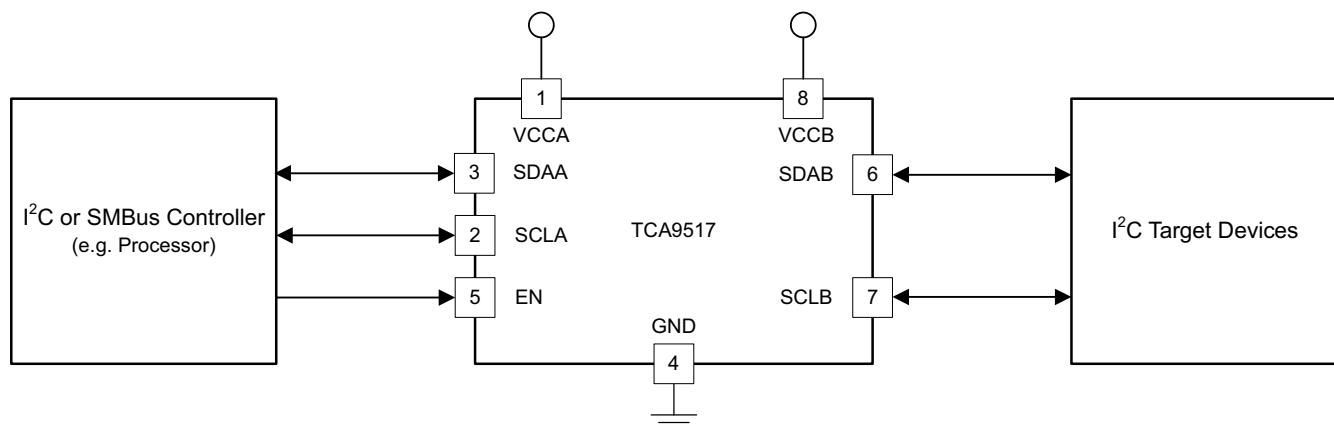 1
8
VCCA
VCCB
3
SDAA
SDAB
6
I²C or SMBus Controller
(e.g. Processor)
2
SCLA
TCA9517
I²C Target Devices
5
EN
SCLB
7
GND
4